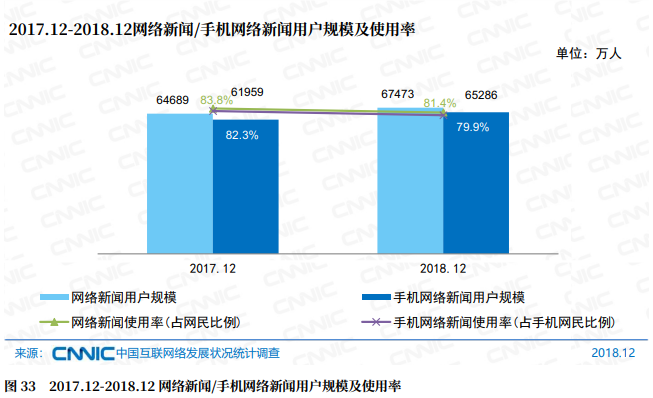 2017.12-2018.12网络新闻/手机网络新闻用户规模及使用率
单位：万人
64689 83.8% 61959 67473 81.4% 65286
82.3% 79.9%
2017.12 2018.12
网络新闻用户规模 手机网络新闻用户规模
网络新闻使用率(占网民比例) 手机网络新闻使用率(占手机网民比例)
来源：CNNIC中国互联网络发展状况统计调查 2018.12
图 33 2017.12-2018.12 网络新闻/手机网络新闻用户规模及使用率